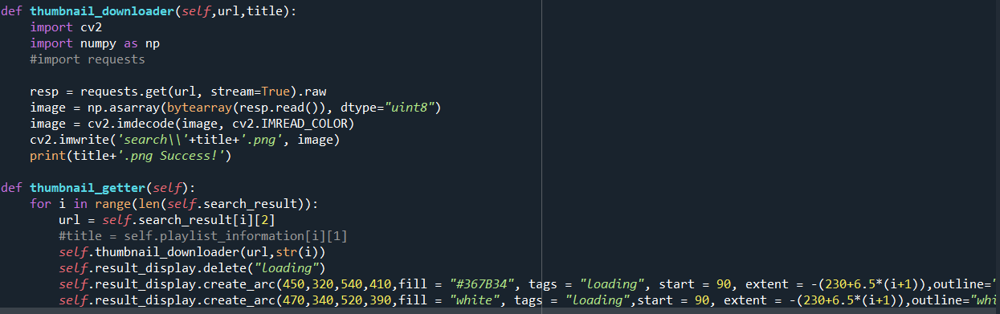 def thumbnail_downloader(self,url,title):
    import cv2
    import numpy as np
    #import requests

    resp = requests.get(url, stream=True).raw
    image = np.asarray(bytearray(resp.read()), dtype="uint8")
    image = cv2.imdecode(image, cv2.IMREAD_COLOR)
    cv2.imwrite('search\\'+title+'.png', image)
    print(title+'.png Success!')

def thumbnail_getter(self):
    for i in range(len(self.search_result)):
        url = self.search_result[i][2]
        #title = self.playlist_information[i][1]
        self.thumbnail_downloader(url,str(i))
        self.result_display.delete("loading")
        self.result_display.create_arc(450,320,540,410,fill = "#367B34", tags = "loading", start = 90, extent = -(230+6.5*(i+1)),outline="
        self.result_display.create_arc(470,340,520,390,fill = "white", tags = "loading",start = 90, extent = -(230+6.5*(i+1)),outline="whi